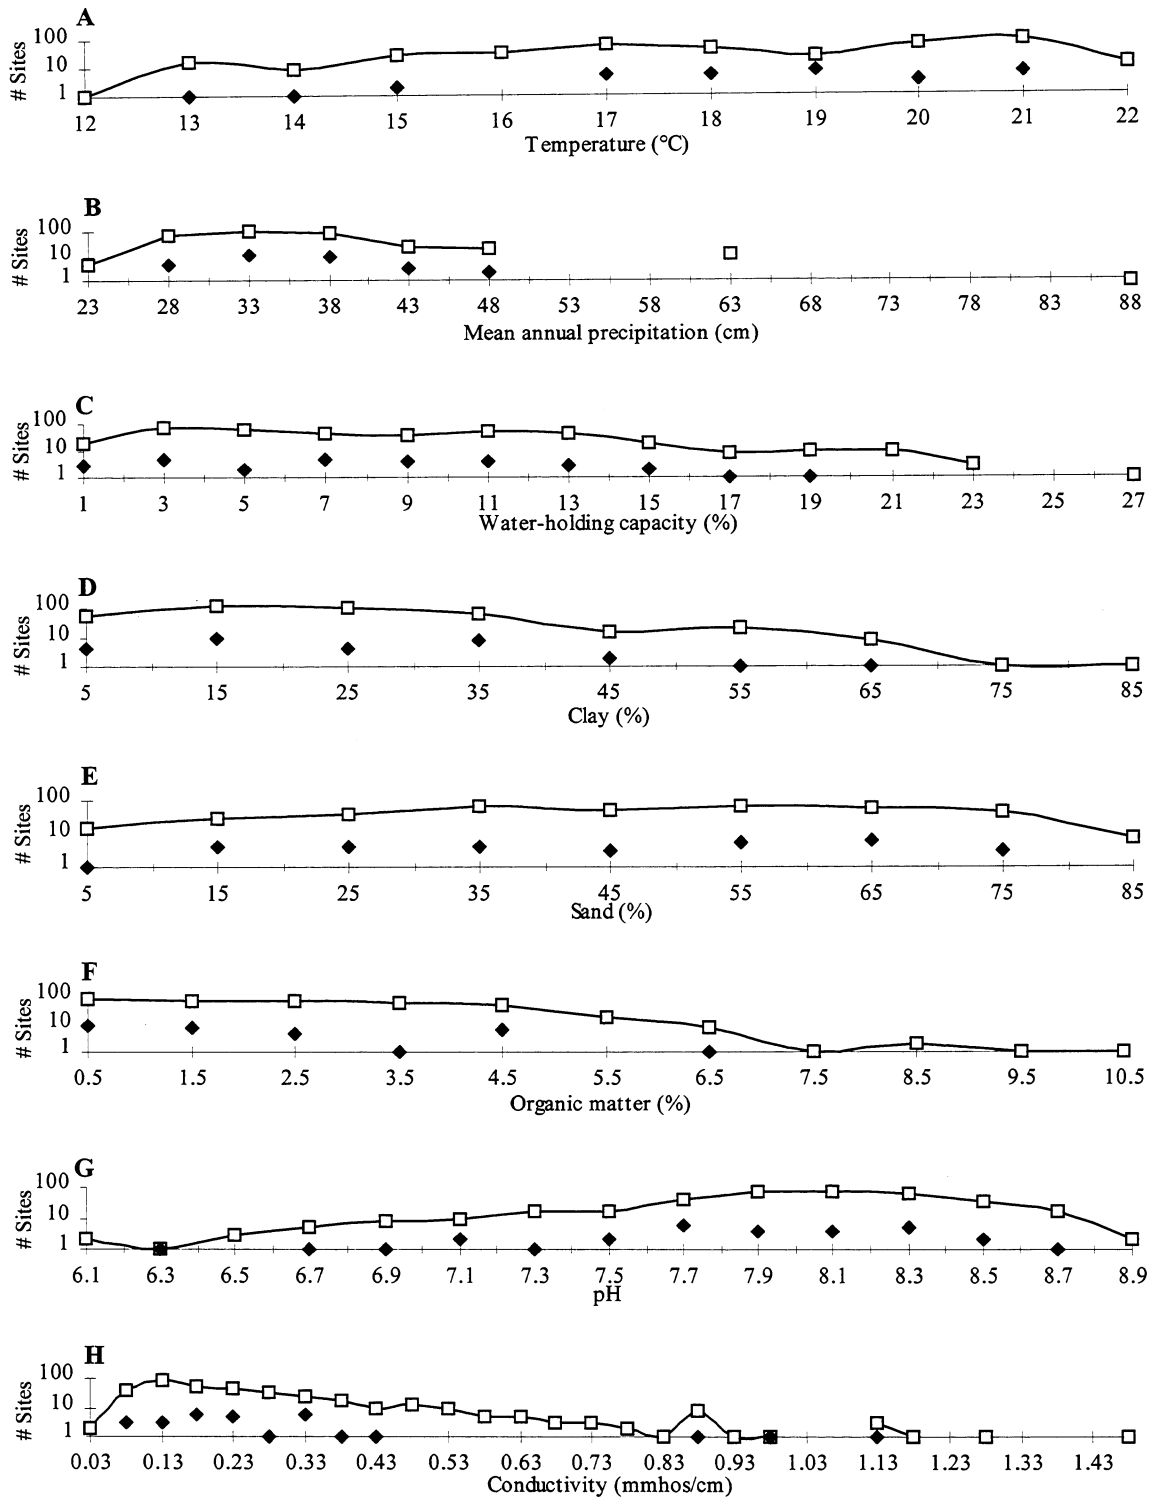 A
# Sites
100
10
1
12 13 14 15 16 17 18 19 20 21 22
Temperature (°C)
B
# Sites
100
10
1
23 28 33 38 43 48 53 58 63 68 73 78 83 88
Mean annual precipitation (cm)
C
# Sites
100
10
1
1 3 5 7 9 11 13 15 17 19 21 23 25 27
Water-holding capacity (%)
D
# Sites
100
10
1
5 15 25 35 45 55 65 75 85
Clay (%)
E
# Sites
100
10
1
5 15 25 35 45 55 65 75 85
Sand (%)
F
# Sites
100
10
1
0.5 1.5 2.5 3.5 4.5 5.5 6.5 7.5 8.5 9.5 10.5
Organic matter (%)
G
# Sites
100
10
1
6.1 6.3 6.5 6.7 6.9 7.1 7.3 7.5 7.7 7.9 8.1 8.3 8.5 8.7 8.9
pH
H
# Sites
100
10
1
0.03 0.13 0.23 0.33 0.43 0.53 0.63 0.73 0.83 0.93 1.03 1.13 1.23 1.33 1.43
Conductivity (mmhos/cm)